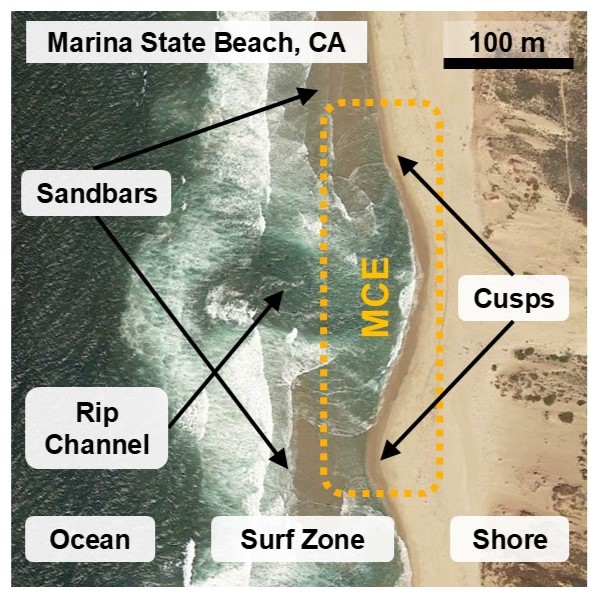 Marina State Beach, CA
100 m
Sandbars
MCE
Cusps
Rip
Channel
Ocean
Surf Zone
Shore